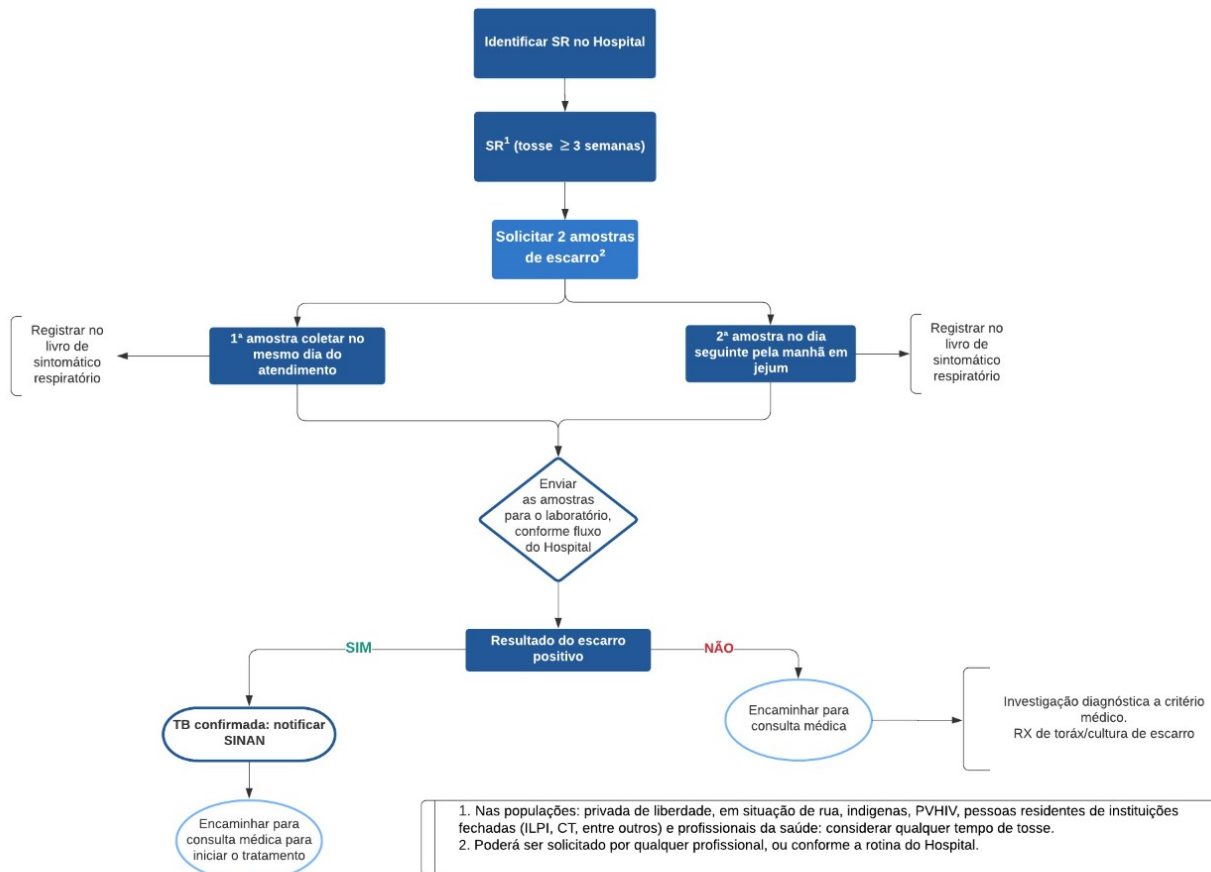 Identificar SR no Hospital
SR¹ (tosse ≥ 3 semanas)
Solicitar 2 amostras
de escarro²
Registrar no
livro de
sintomático
respiratório
1ª amostra coletar no
mesmo dia do
atendimento
2ª amostra no dia
seguinte pela manhã em
jejum
Registrar no
livro de
sintomático
respiratório
Enviar
as amostras
para o laboratório,
conforme fluxo
do Hospital
SIM
Resultado do escarro
positivo
NÃO
TB confirmada: notificar
SINAN
Encaminhar para
consulta médica
Investigação diagnóstica a critério
médico.
RX de toráx/cultura de escarro
Encaminhar para
consulta médica para
iniciar o tratamento
1. Nas populações: privada de liberdade, em situação de rua, indigenas, PVHIV, pessoas residentes de instituições
fechadas (ILPI, CT, entre outros) e profissionais da saúde: considerar qualquer tempo de tosse.
2. Poderá ser solicitado por qualquer profissional, ou conforme a rotina do Hospital.